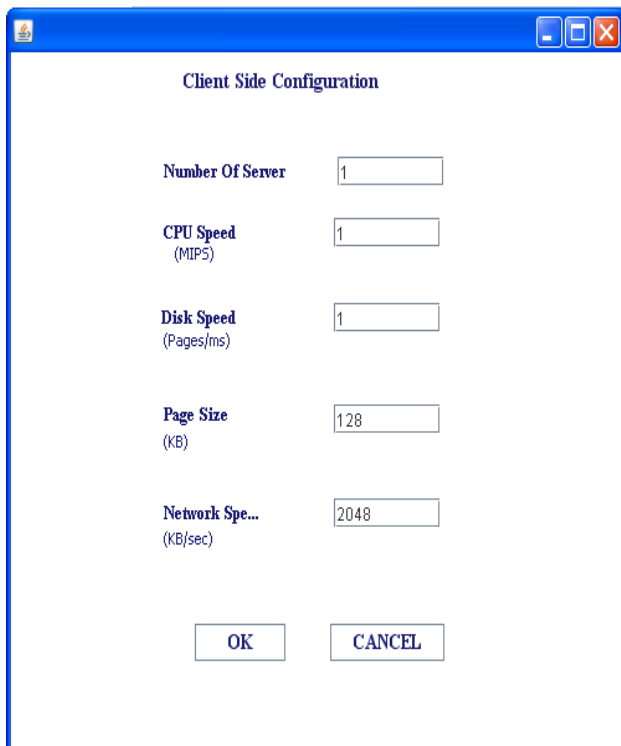 Client Side Configuration
Number Of Server 1
CPU Speed 1
(MIPS)
Disk Speed 1
(Pages/ms)
Page Size 128
(KB)
Network Spe... 2048
(KB/sec)
OK CANCEL